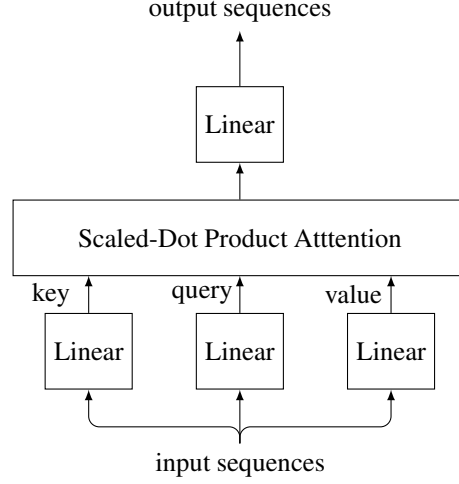 output sequences
Linear
Scaled-Dot Product Atttention
key query value
Linear Linear Linear
input sequences